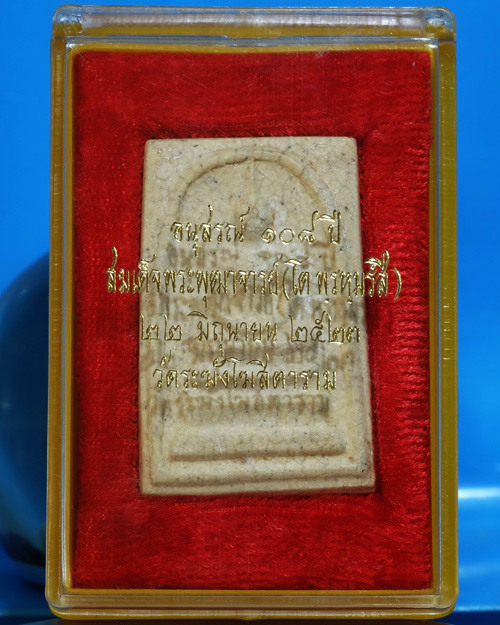 อนุสรณ์ ๑๐๘ ปี
สมเด็จพระพุฒาจารย์(โต พฺรหฺมรํสี)
๒๒ มิถุนายน ๒๕๒๓
วัดระฆังโฆสิตาราม